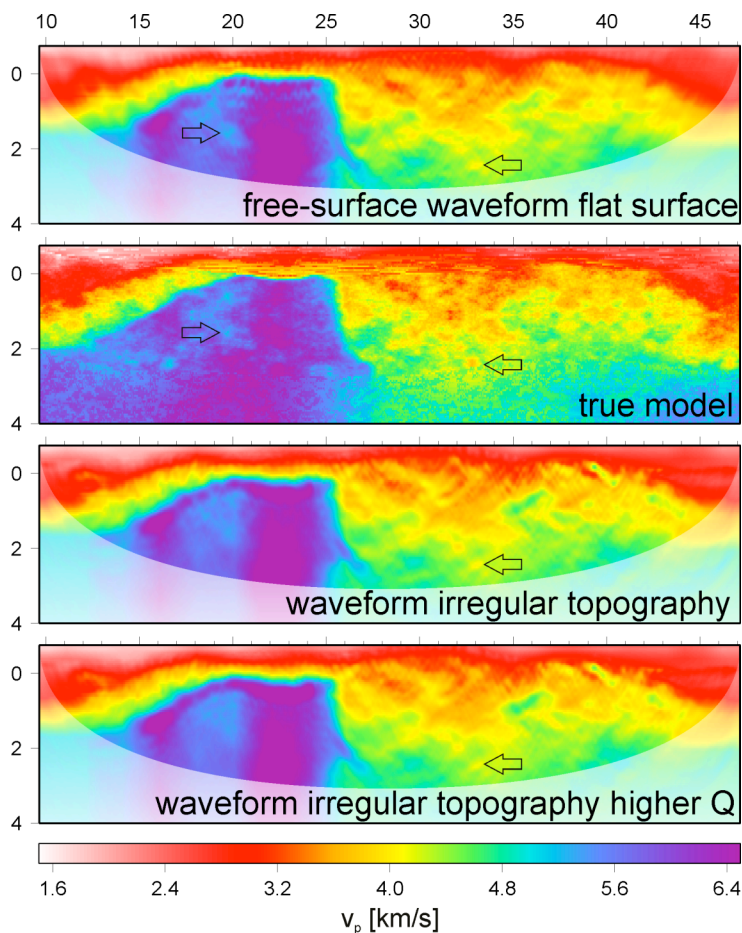 10 15 20 25 30 35 40 45
0
2
4
free-surface waveform flat surface
0
2
4
true model
0
2
4
waveform irregular topography
0
2
4
waveform irregular topography higher Q
1.6 2.4 3.2 4.0 4.8 5.6 6.4
vp [km/s]